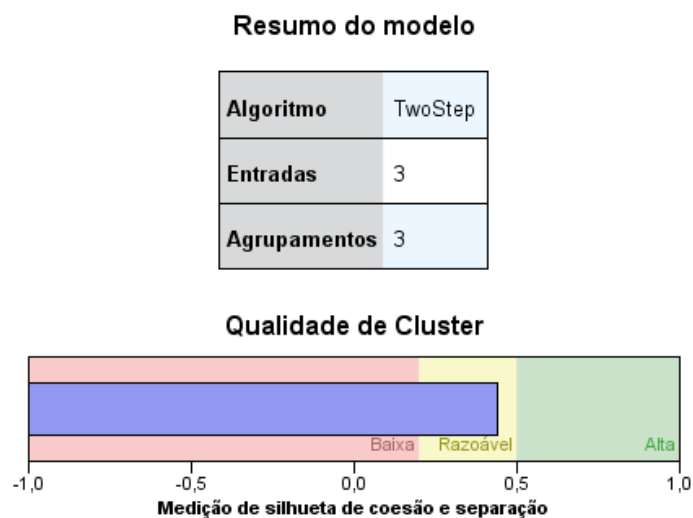 Resumo do modelo
Algoritmo TwoStep
Entradas 3
Agrupamentos 3
Qualidade de Cluster
Baixa Razoável Alta
-1,0 -0,5 0,0 0,5 1,0
Medição de silhueta de coesão e separação